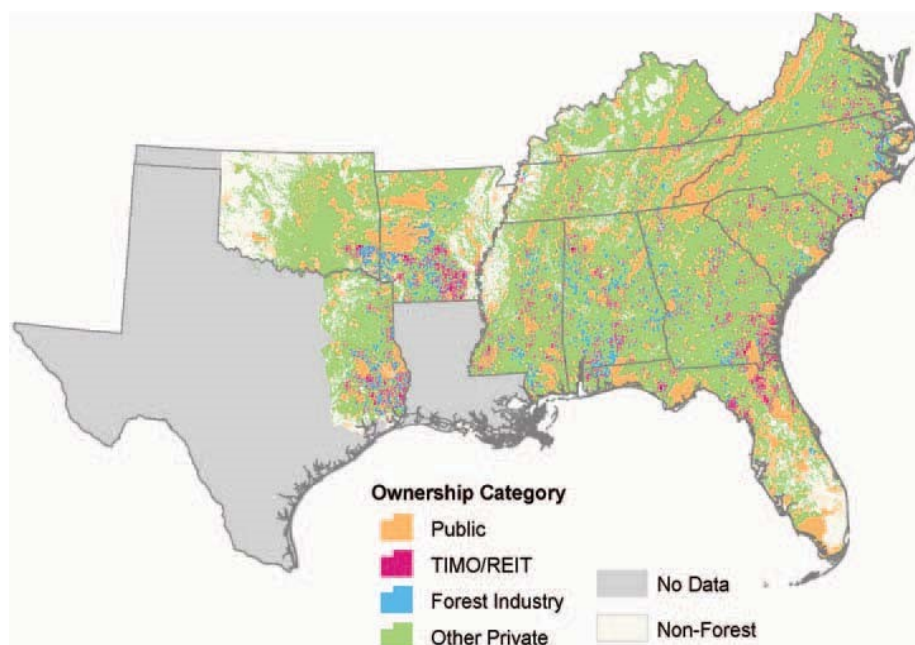 Ownership Category
Public
TIMO/REIT
Forest Industry
Other Private
No Data
Non-Forest